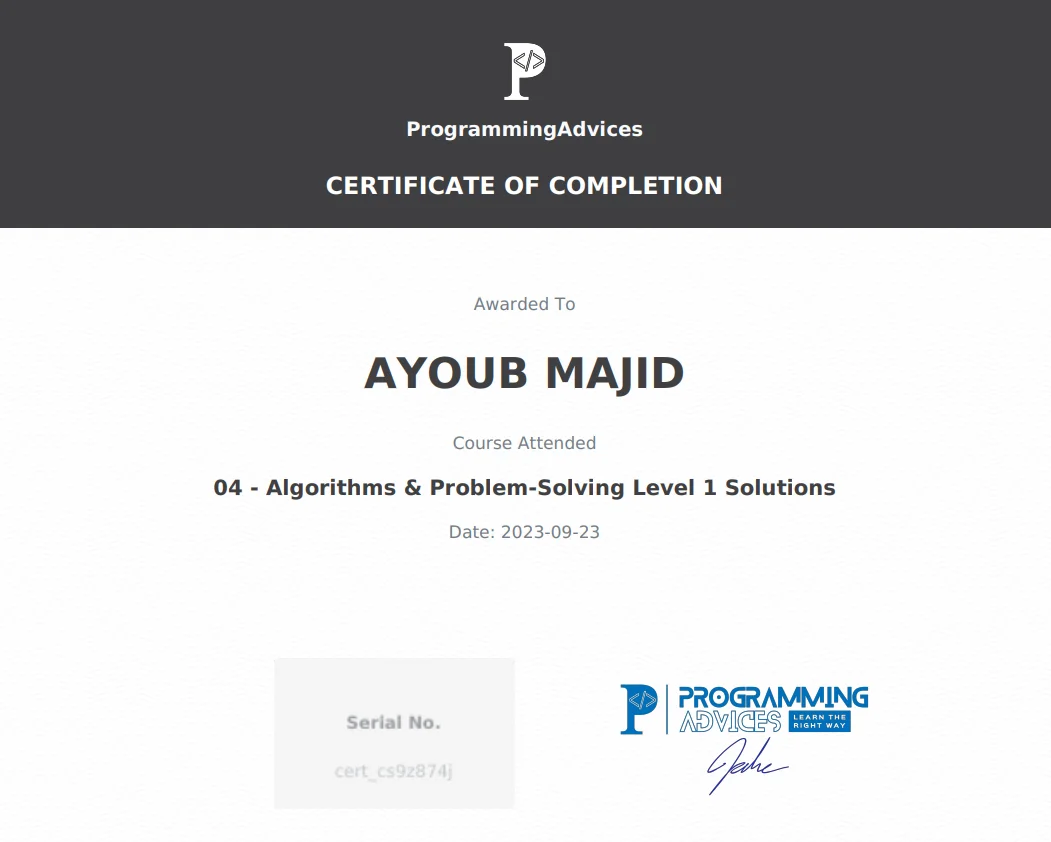 ProgrammingAdvices
CERTIFICATE OF COMPLETION
Awarded To
AYOUB MAJID
Course Attended
04 - Algorithms & Problem-Solving Level 1 Solutions
Date: 2023-09-23
Serial No.
cert_cs9z874j
PROGRAMMING
ADVICES
LEARN THE
RIGHT WAY